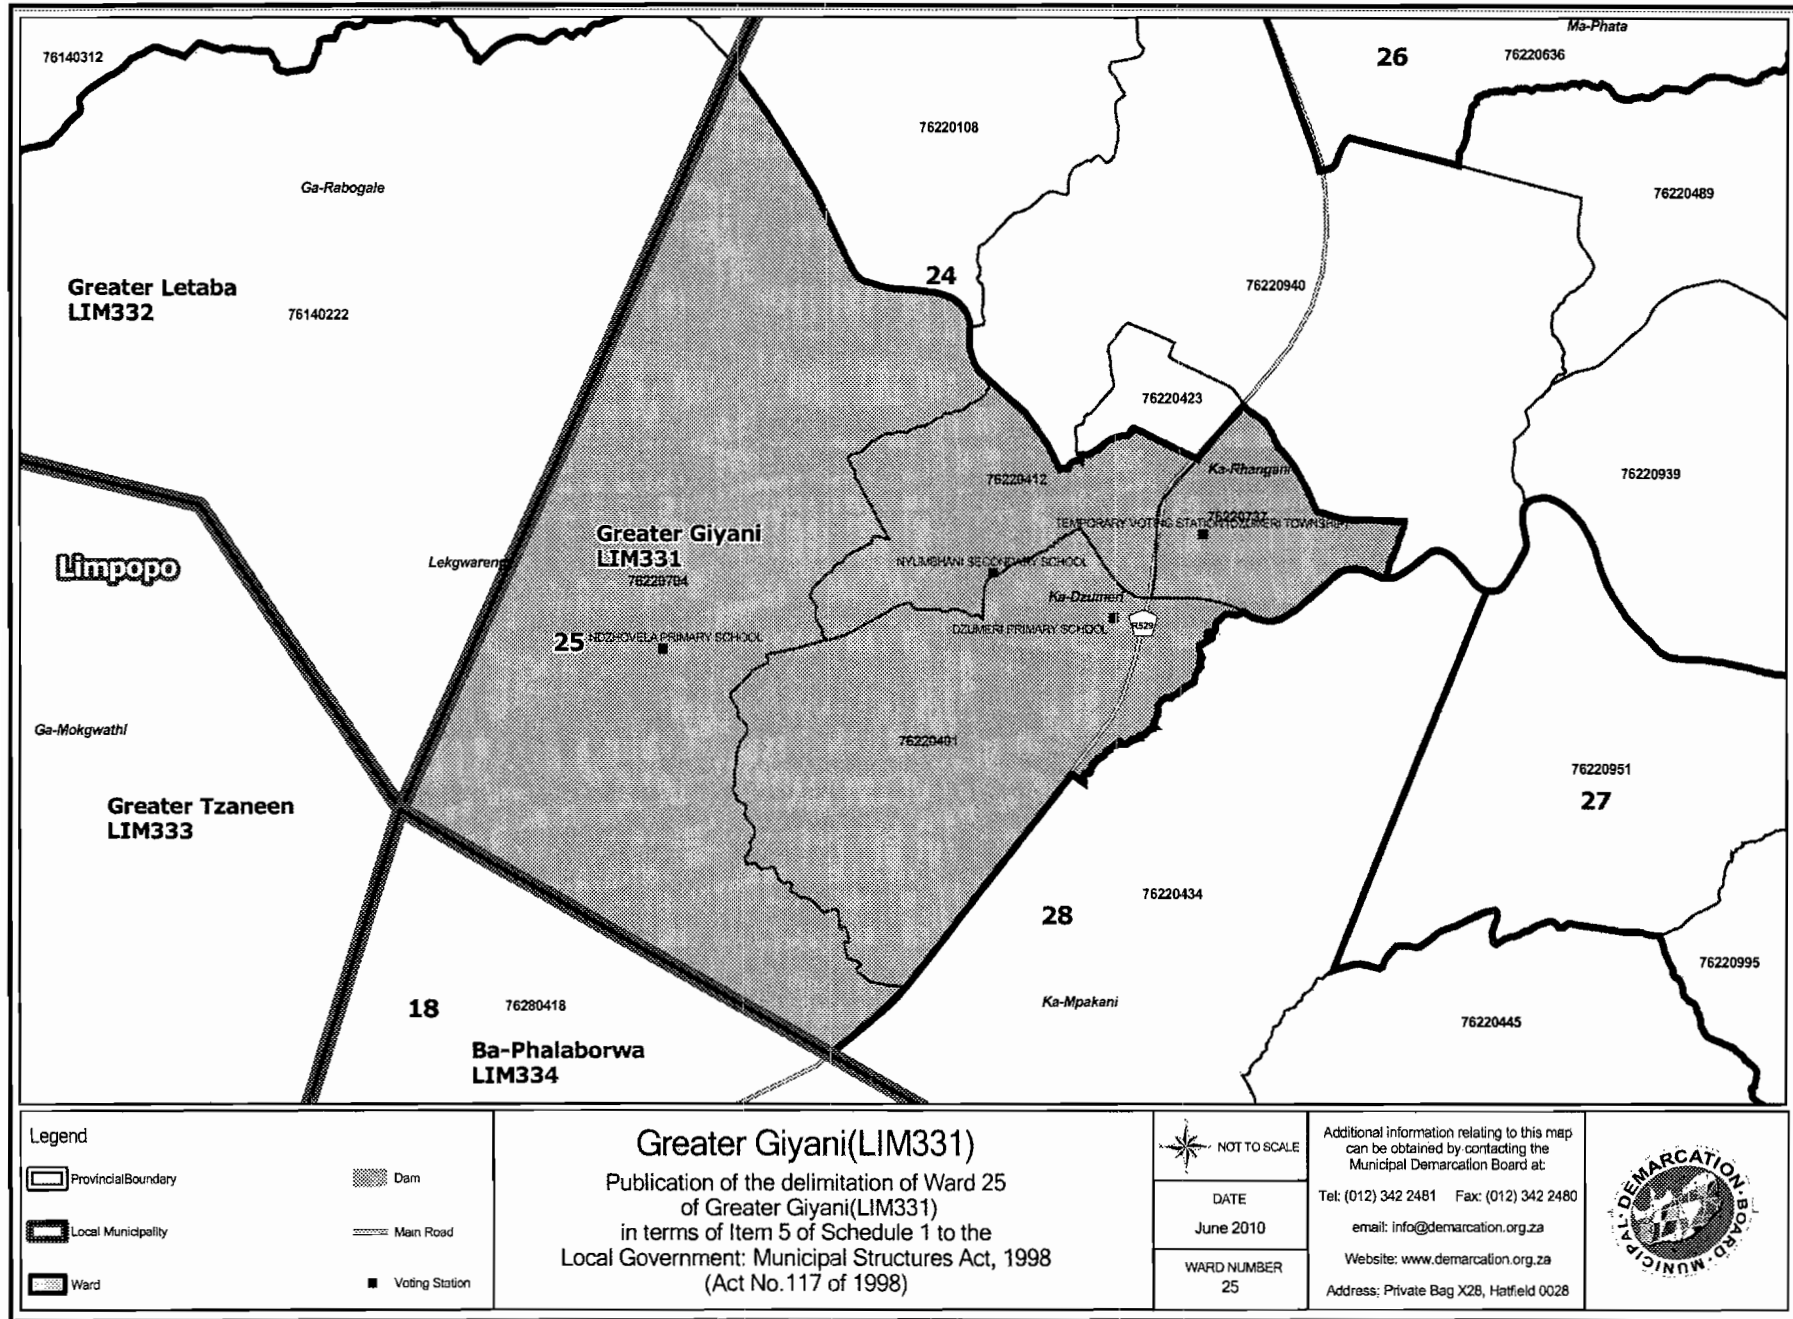 76140312
Ma-Phata
26
76220636
76220108
Ga-Rabogale
76220489
24
Greater Letaba
LIM332
76140222
76220940
76220423
Ka-Rhangani
76220412
76220939
76220737
TEMPORARY VOTING STATION DZUMERI TOWNSHIP
Greater Giyani
LIM331
76220704
Limpopo
Lekgwareng
NYUMBHANI SECONDARY SCHOOL
Ka-Dzumeri
R529
DZUMERI PRIMARY SCHOOL
25
NDZHOVELA PRIMARY SCHOOL
Ga-Mokgwathi
76220401
76220951
27
Greater Tzaneen
LIM333
76220434
28
76220995
Ka-Mpakani
18
76280418
76220445
Ba-Phalaborwa
LIM334
Legend
ProvincialBoundary
Dam
Local Municipality
Main Road
Ward
Voting Station
Greater Giyani(LIM331)
Publication of the delimitation of Ward 25
of Greater Giyani(LIM331)
in terms of Item 5 of Schedule 1 to the
Local Government: Municipal Structures Act, 1998
(Act No.117 of 1998)
NOT TO SCALE
DATE
June 2010
WARD NUMBER
25
Additional information relating to this map
can be obtained by contacting the
Municipal Demarcation Board at:
Tel: (012) 342 2481 Fax: (012) 342 2480
email: info@demarcation.org.za
Website: www.demarcation.org.za
Address: Private Bag X28, Hatfield 0028
MUNICIPAL DEMARCATION BOARD